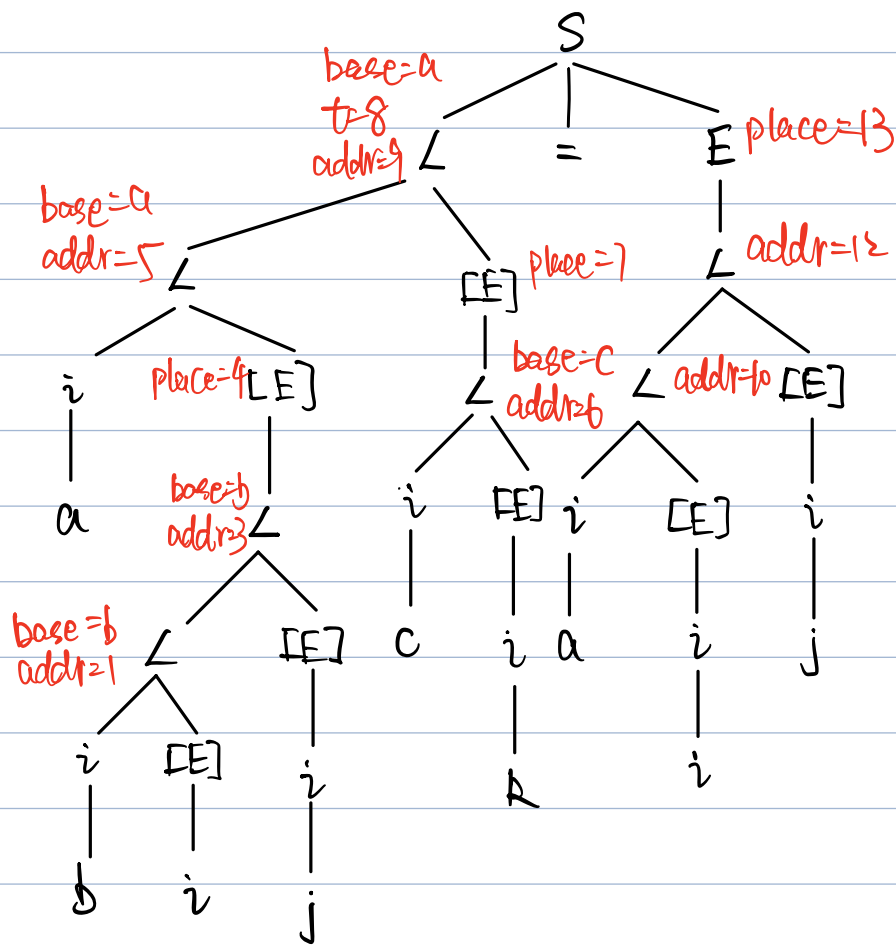 S
base=a
t=8
addr=9
L
=
E
place=13
base=a
addr=5
L
[E]
place=7
L
addr=12
i
place=4
[E]
base=c
addr=6
L
L
addr=10
[E]
a
base=b
addr=3
L
i
[E]
i
[E]
i
base=b
addr=1
L
[E]
c
i
a
i
j
i
[E]
i
k
i
b
i
j